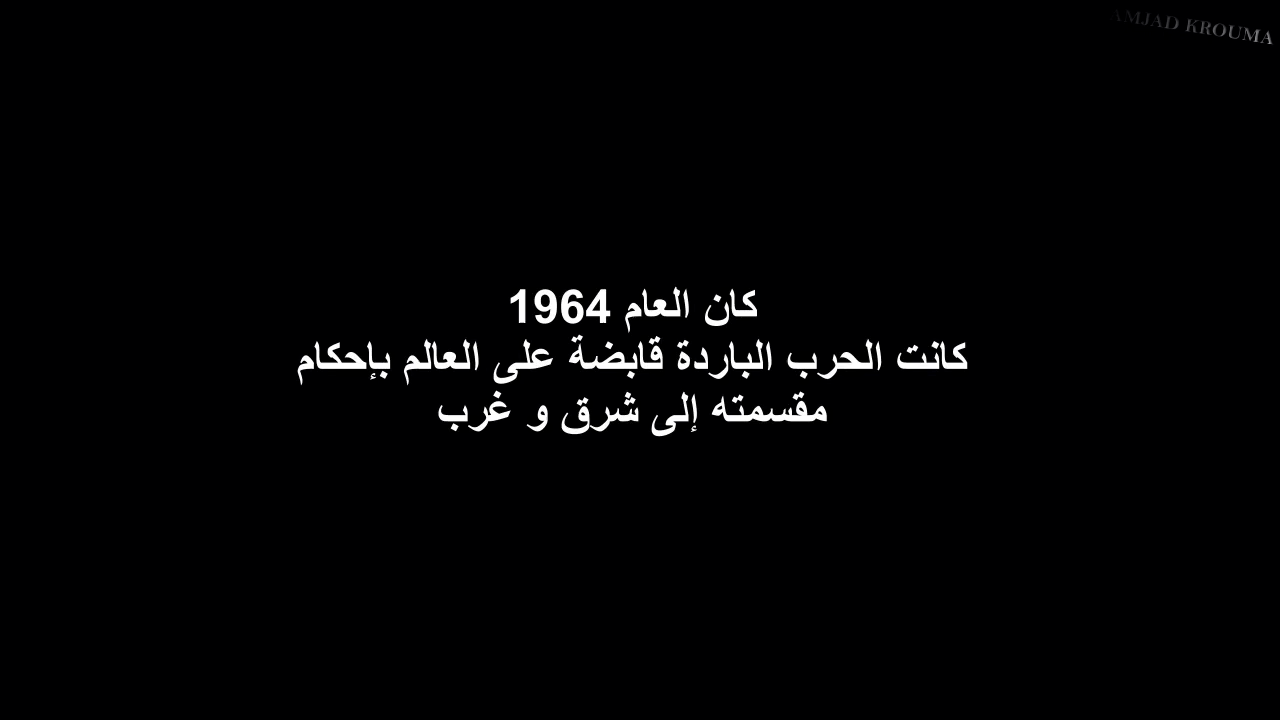 AMJAD KROUMA
كان العام 1964
كانت الحرب الباردة قابضة على العالم بإحكام
مقسمته إلى شرق و غرب